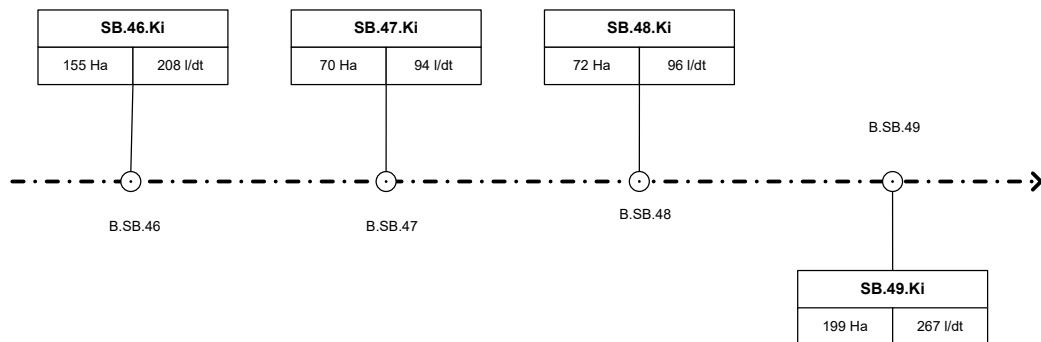 SB.46.Ki
155 Ha 208 l/dt
SB.47.Ki
70 Ha 94 l/dt
SB.48.Ki
72 Ha 96 l/dt
B.SB.49
B.SB.46
B.SB.47
B.SB.48
SB.49.Ki
199 Ha 267 l/dt